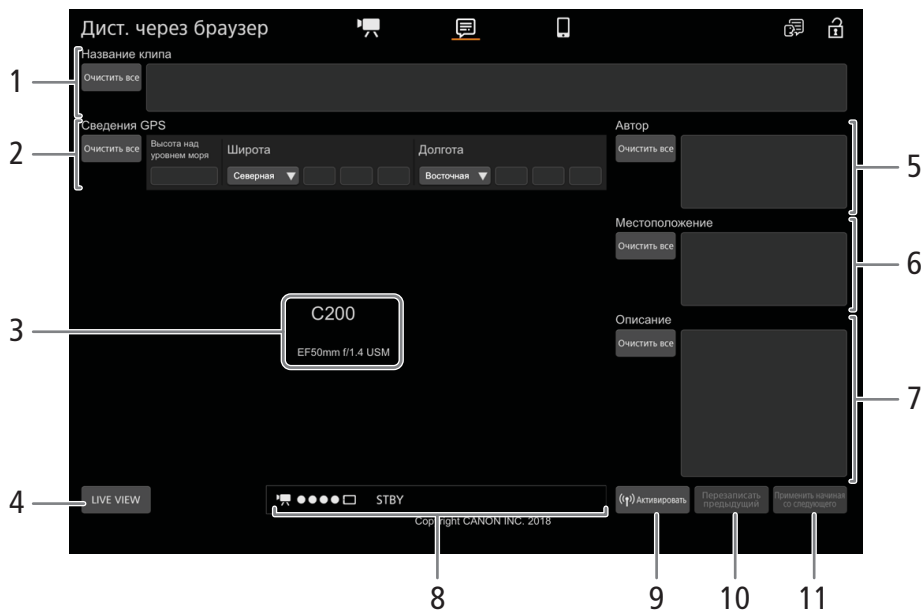 Дист. через браузер
Название клипа
1
Очистить все
Сведения GPS
2
Очистить все
Высота над
уровнем моря
Широта
Долгота
Северная
Восточная
Автор
Очистить все
5
Местоположение
Очистить все
6
3
C200
EF50mm f/1.4 USM
Описание
Очистить все
7
4
LIVE VIEW
STBY
Активировать
Перезаписать
предыдущий
Применить начиная
со следующего
Copyright CANON INC. 2018
8
9
10
11